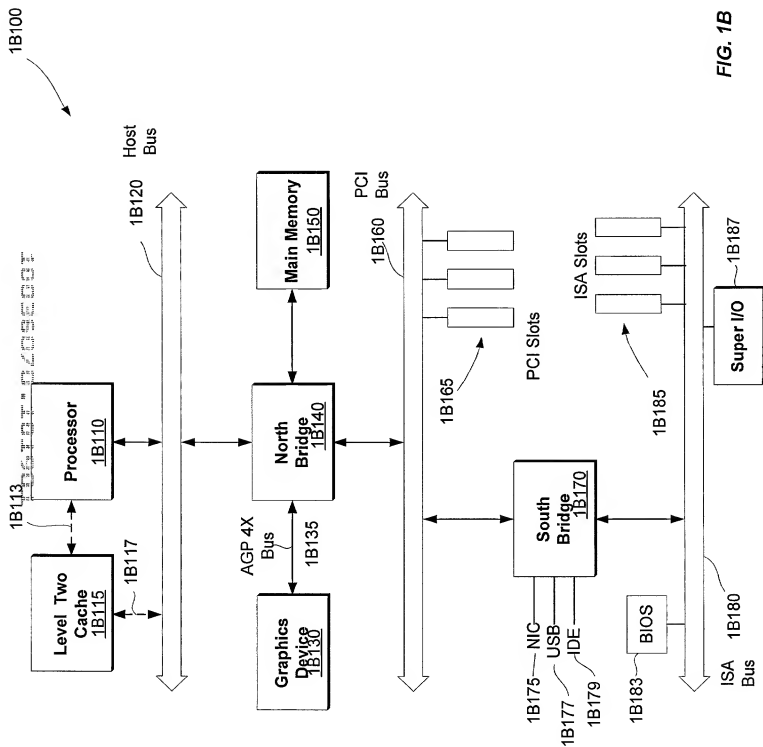 1B100
Host
Bus
1B120
1B113
Processor
1B110
Level Two
Cache
1B115
1B117
Main Memory
1B150
North
Bridge
1B140
AGP 4X
Bus
1B135
Graphics
Device
1B130
PCI
Bus
1B160
PCI Slots
1B165
ISA Slots
1B185
South
Bridge
1B170
NIC
1B175
USB
1B177
IDE
1B179
BIOS
1B183
1B180
ISA
Bus
Super I/O
1B187
FIG. 1B